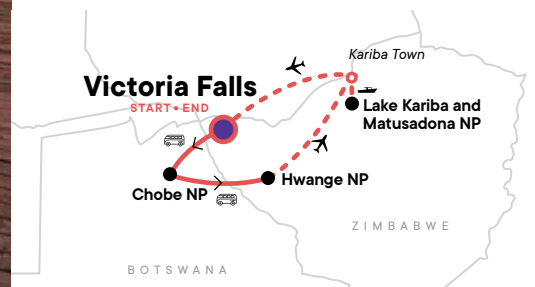 Kariba Town
Victoria Falls
START • END
Lake Kariba and
Matusadona NP
Hwange NP
Chobe NP
ZIMBABWE
BOTSWANA